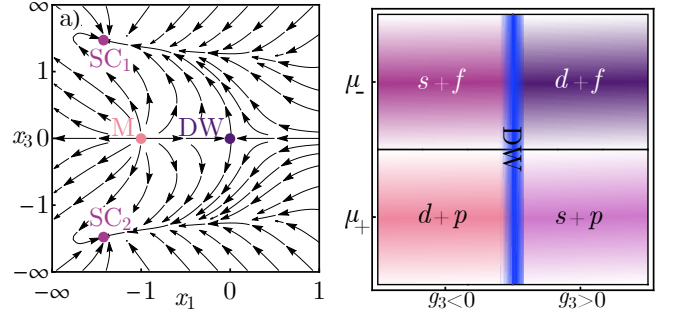 a)
∞
1
x₃ 0
−1
−∞
−∞ −1 0 1
x₁
SC₁
M DW
SC₂
μ₋
μ₊
s+f d+f
DW
d+p s+p
g₃<0 g₃>0